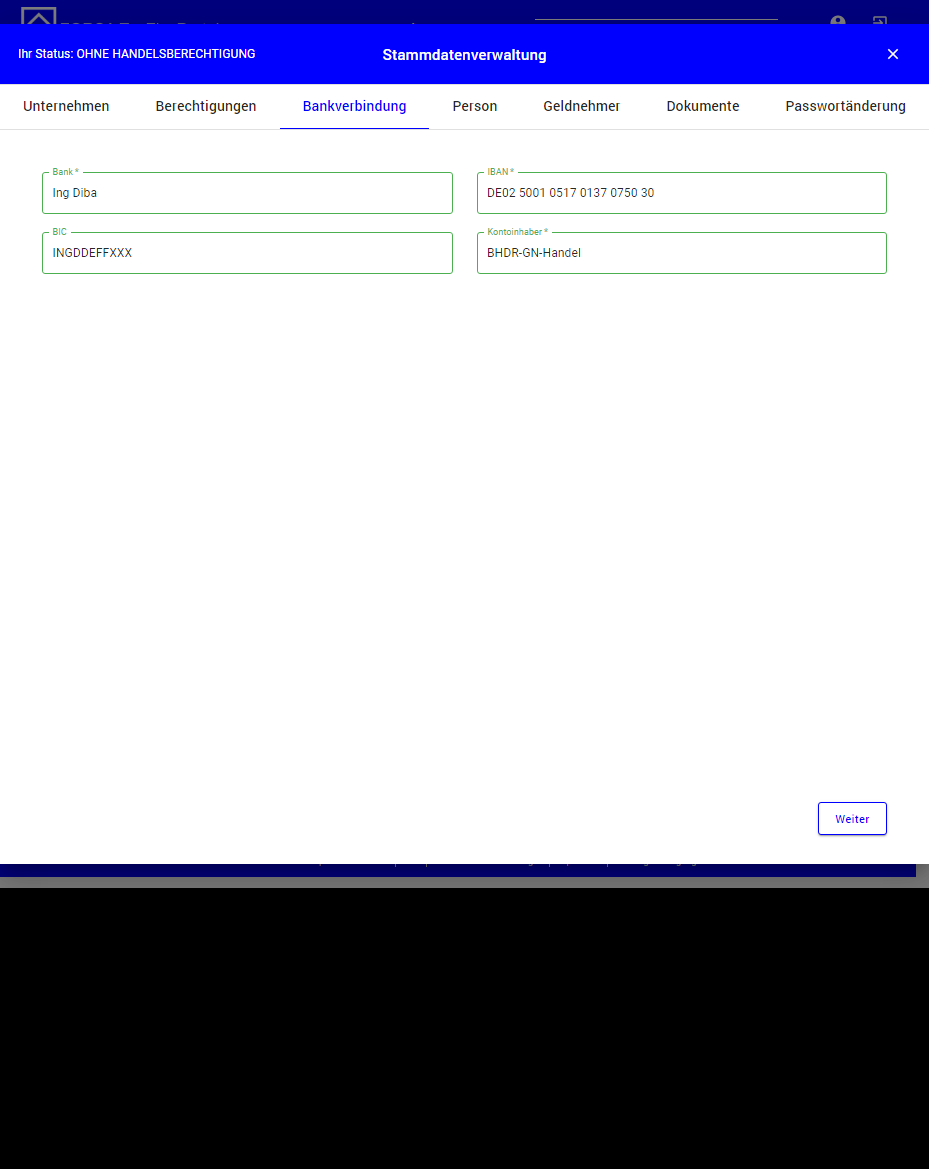 Ihr Status: OHNE HANDELSBERECHTIGUNG
Stammdatenverwaltung
Unternehmen Berechtigungen Bankverbindung Person Geldnehmer Dokumente Passwortänderung
Bank * IBAN *
Ing Diba DE02 5001 0517 0137 0750 30
BIC Kontoinhaber *
INGDDEFFXXX BHDR-GN-Handel
Weiter